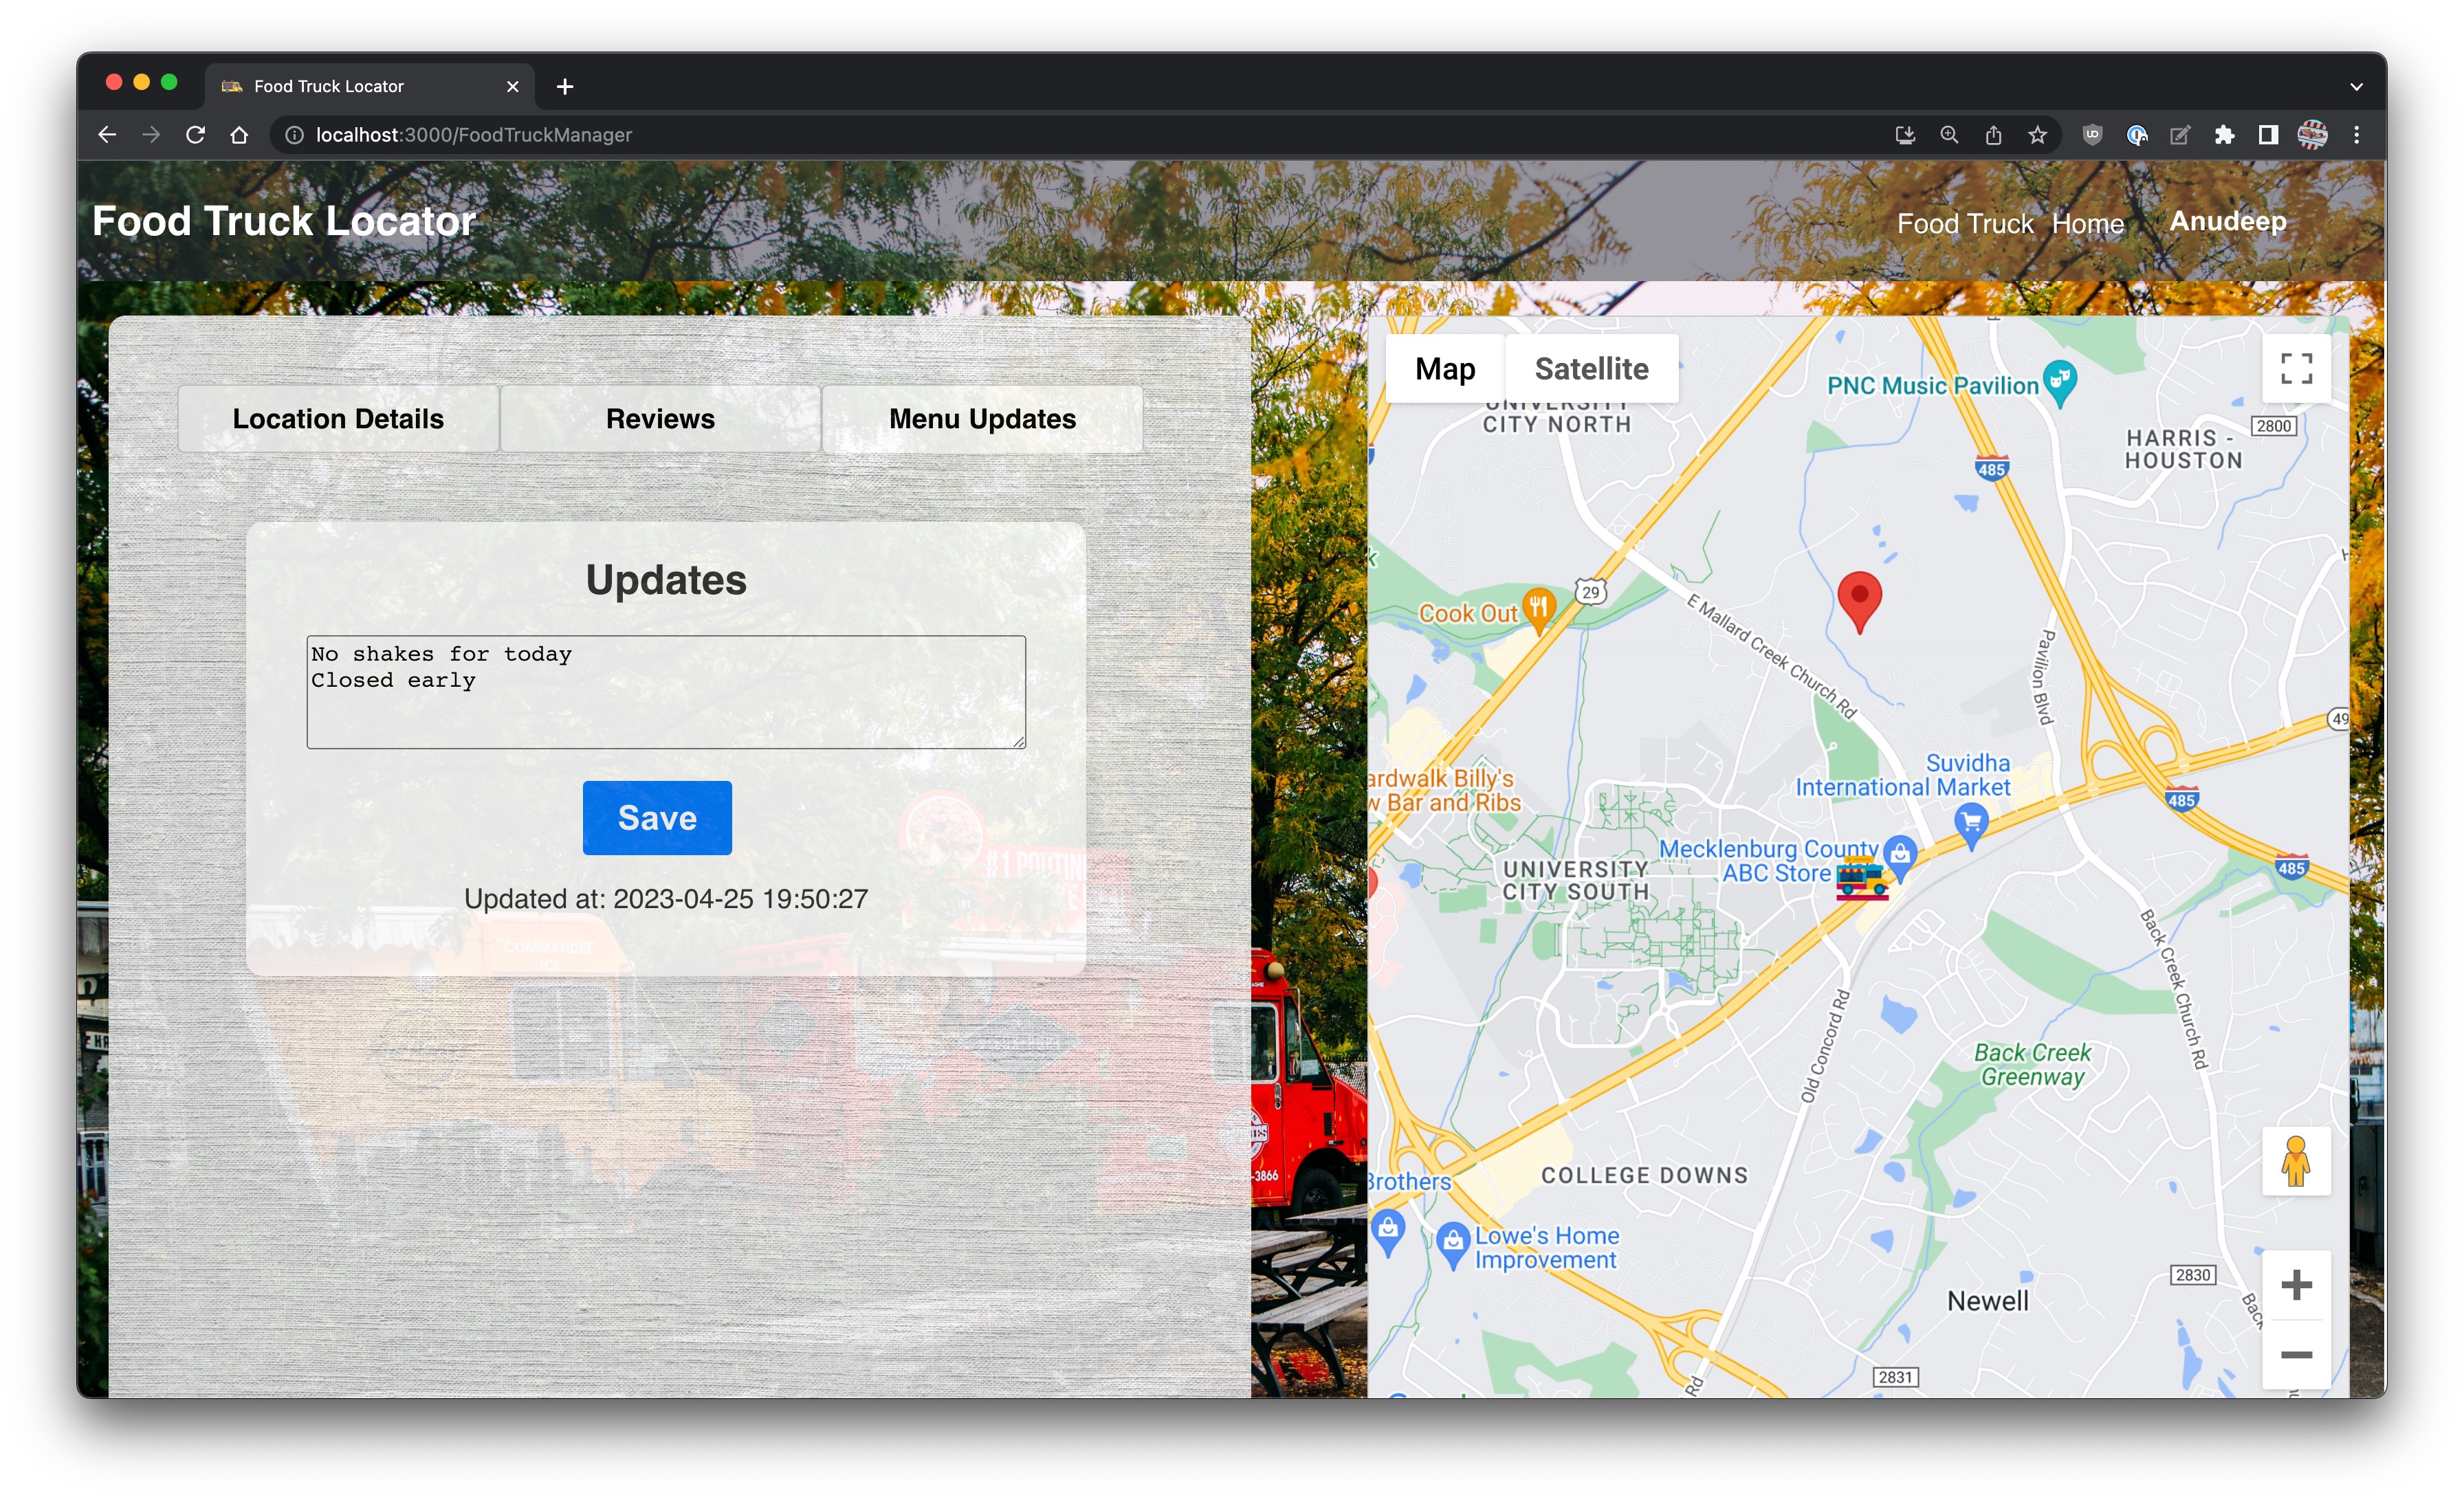 Food Truck Locator
localhost:3000/FoodTruckManager
Food Truck Locator
Food Truck Home Anudeep
Location Details
Reviews
Menu Updates
Updates
No shakes for today
Closed early
Save
Updated at: 2023-04-25 19:50:27
#1
COMMANDEZ
ICI
-3866
Map
Satellite
PNC Music Pavilion
UNIVERSITY
CITY NORTH
2800
HARRIS -
HOUSTON
485
29
Cook Out
E Mallard Creek Church Rd
Pavilion Blvd
49
Suvidha
International Market
ardwalk Billy's
w Bar and Ribs
485
Mecklenburg County
ABC Store
UNIVERSITY
CITY SOUTH
485
Back Creek Church Rd
Old Concord Rd
Back Creek
Greenway
COLLEGE DOWNS
Brothers
Lowe's Home
Improvement
2830
Newell
Back
2831
Rd